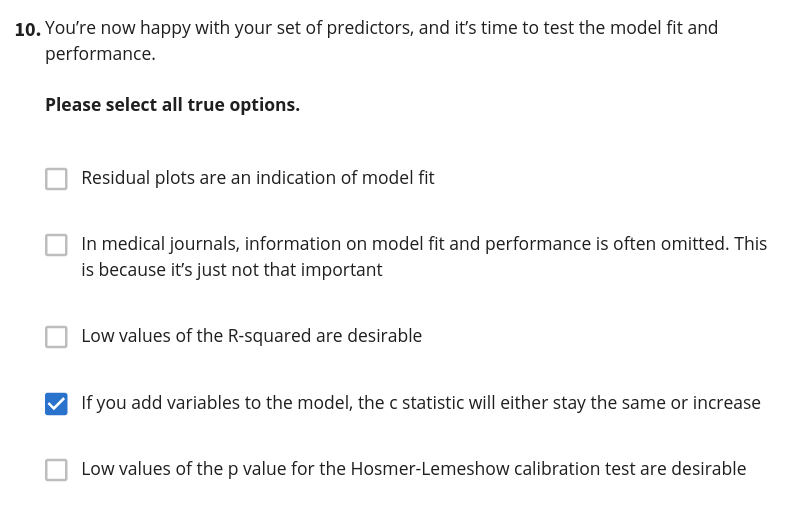 10. You’re now happy with your set of predictors, and it’s time to test the model fit and
performance.
Please select all true options.
Residual plots are an indication of model fit
In medical journals, information on model fit and performance is often omitted. This
is because it’s just not that important
Low values of the R-squared are desirable
If you add variables to the model, the c statistic will either stay the same or increase
Low values of the p value for the Hosmer-Lemeshow calibration test are desirable